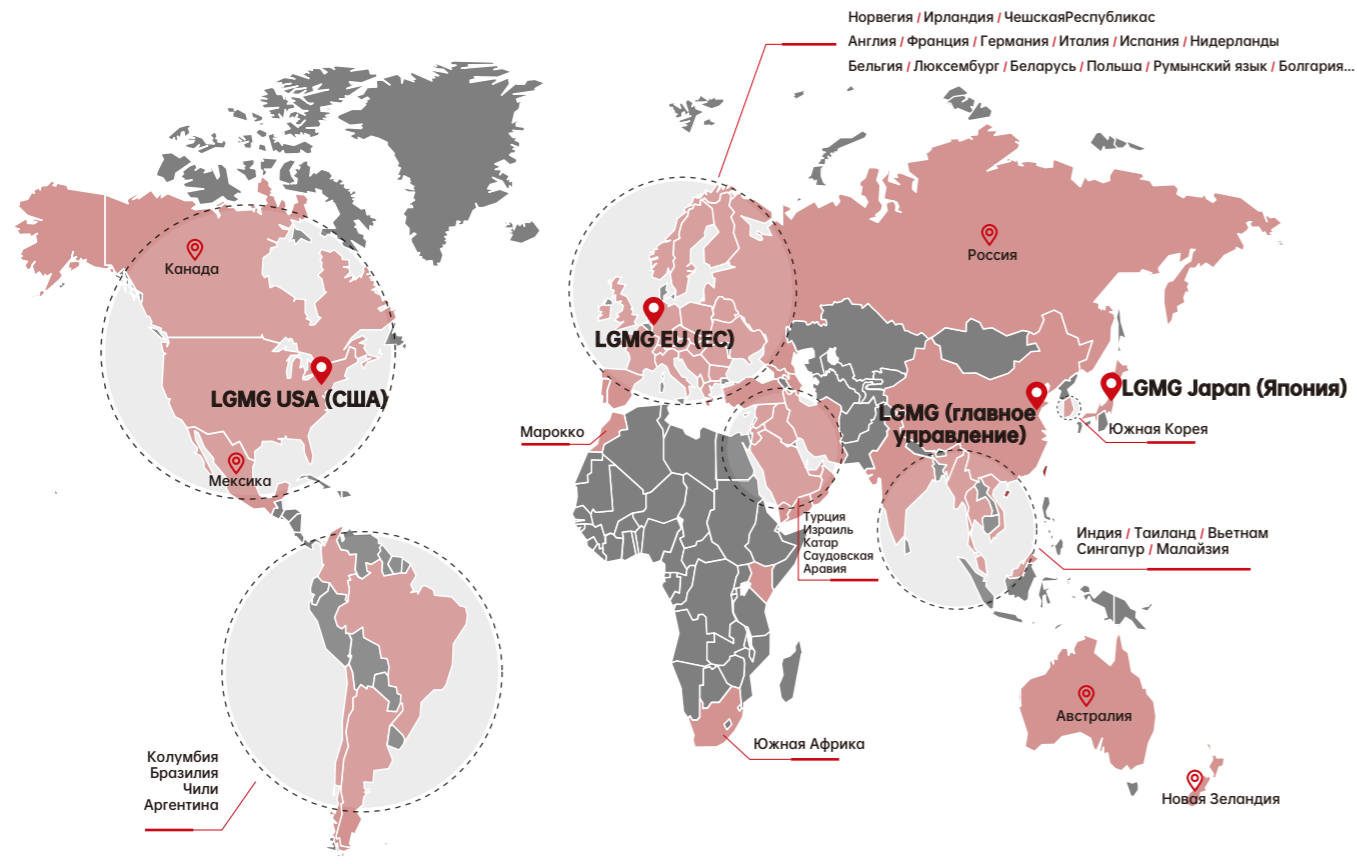 Норвегия / Ирландия / ЧешскаяРеспубликас
Англия / Франция / Германия / Италия / Испания / Нидерланды
Бельгия / Люксембург / Беларусь / Польша / Румынский язык / Болгария...
Канада
Россия
LGMG EU (ЕС)
LGMG USA (США)
LGMG Japan (Япония)
LGMG (главное
управление)
Южная Корея
Марокко
Мексика
Турция
Израиль
Катар
Саудовская
Аравия
Индия / Таиланд / Вьетнам
Сингапур / Малайзия
Австралия
Южная Африка
Колумбия
Бразилия
Чили
Аргентина
Новая Зеландия